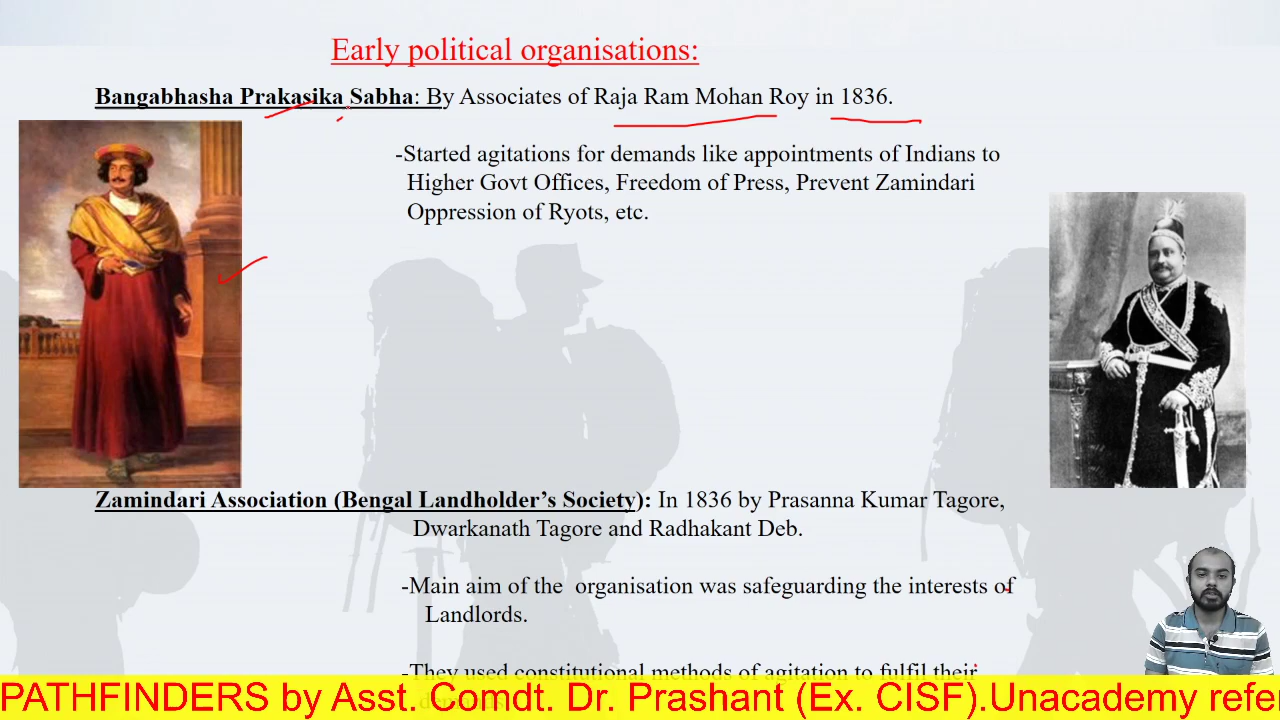 Early political organisations:
Bangabhasha Prakasika Sabha: By Associates of Raja Ram Mohan Roy in 1836.
-Started agitations for demands like appointments of Indians to
Higher Govt Offices, Freedom of Press, Prevent Zamindari
Oppression of Ryots, etc.
Zamindari Association (Bengal Landholder’s Society): In 1836 by Prasanna Kumar Tagore,
Dwarkanath Tagore and Radhakant Deb.
-Main aim of the organisation was safeguarding the interests of
Landlords.
-They used constitutional methods of agitation to fulfil their
PATHFINDERS by Asst. Comdt. Dr. Prashant (Ex. CISF).Unacademy refer